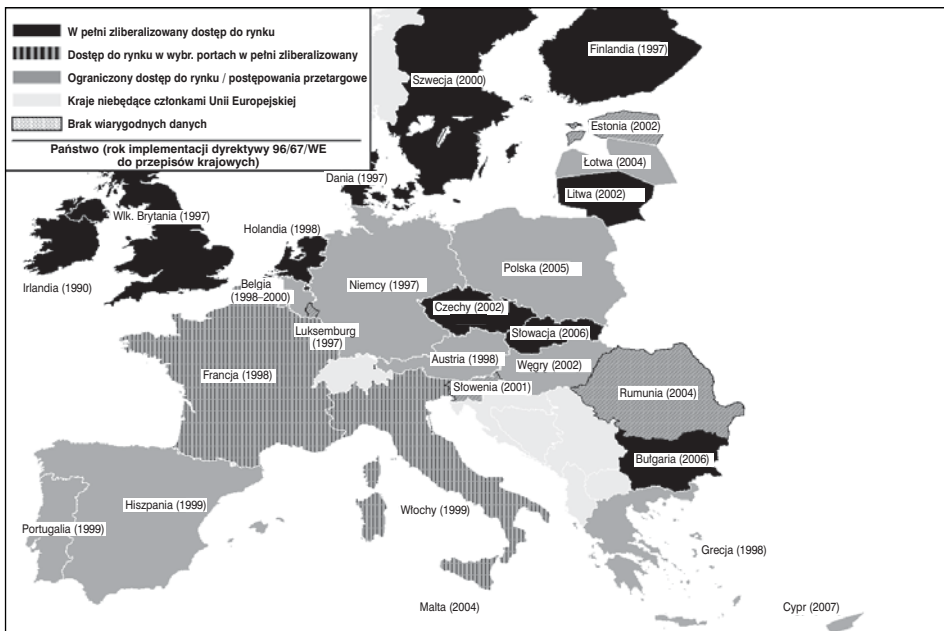 W pełni zliberalizowany dostęp do rynku
Dostęp do rynku w wybr. portach w pełni zliberalizowany
Ograniczony dostęp do rynku / postępowania przetargowe
Kraje niebędące członkami Unii Europejskiej
Brak wiarygodnych danych
Państwo (rok implementacji dyrektywy 96/67/WE
do przepisów krajowych)
Finlandia (1997)
Szwecja (2000)
Estonia (2002)
Łotwa (2004)
Dania (1997)
Litwa (2002)
Wlk. Brytania (1997)
Holandia (1998)
Irlandia (1990)
Belgia
(1998–2000)
Niemcy (1997)
Polska (2005)
Czechy (2002)
Luksemburg
(1997)
Słowacja (2006)
Austria (1998)
Węgry (2002)
Francja (1998)
Słowenia (2001)
Rumunia (2004)
Bułgaria (2006)
Hiszpania (1999)
Włochy (1999)
Portugalia (1999)
Grecja (1998)
Malta (2004)
Cypr (2007)